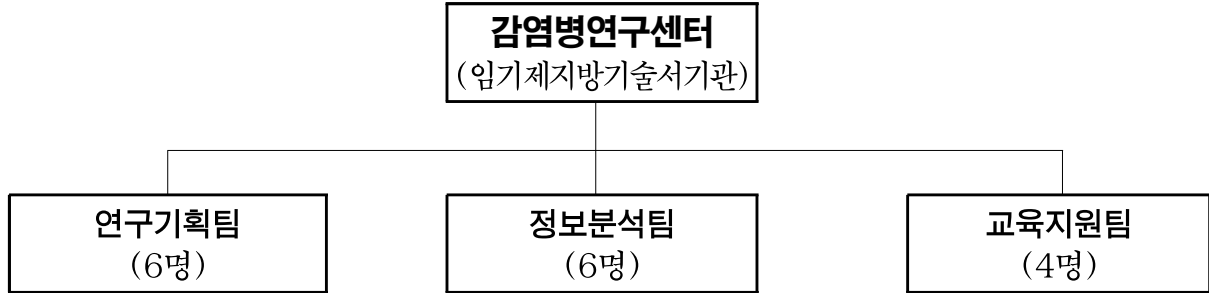 감염병연구센터
(임기제지방기술서기관)
연구기획팀
(6명)
정보분석팀
(6명)
교육지원팀
(4명)